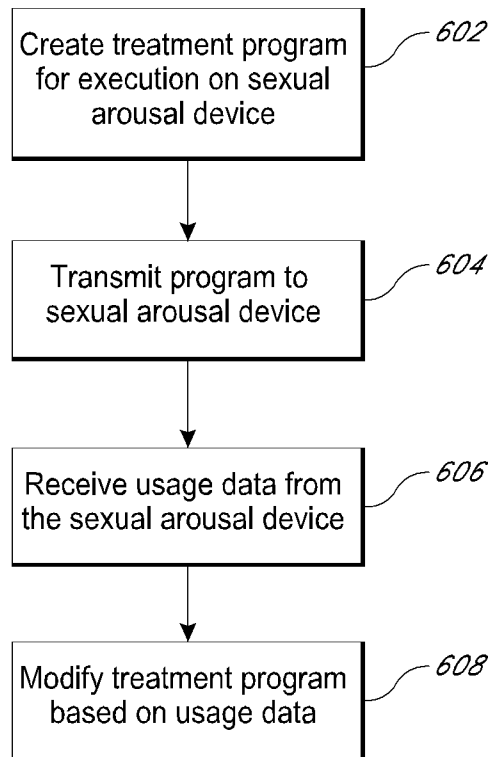 Create treatment program
for execution on sexual
arousal device
602
Transmit program to
sexual arousal device
604
Receive usage data from
the sexual arousal device
606
Modify treatment program
based on usage data
608